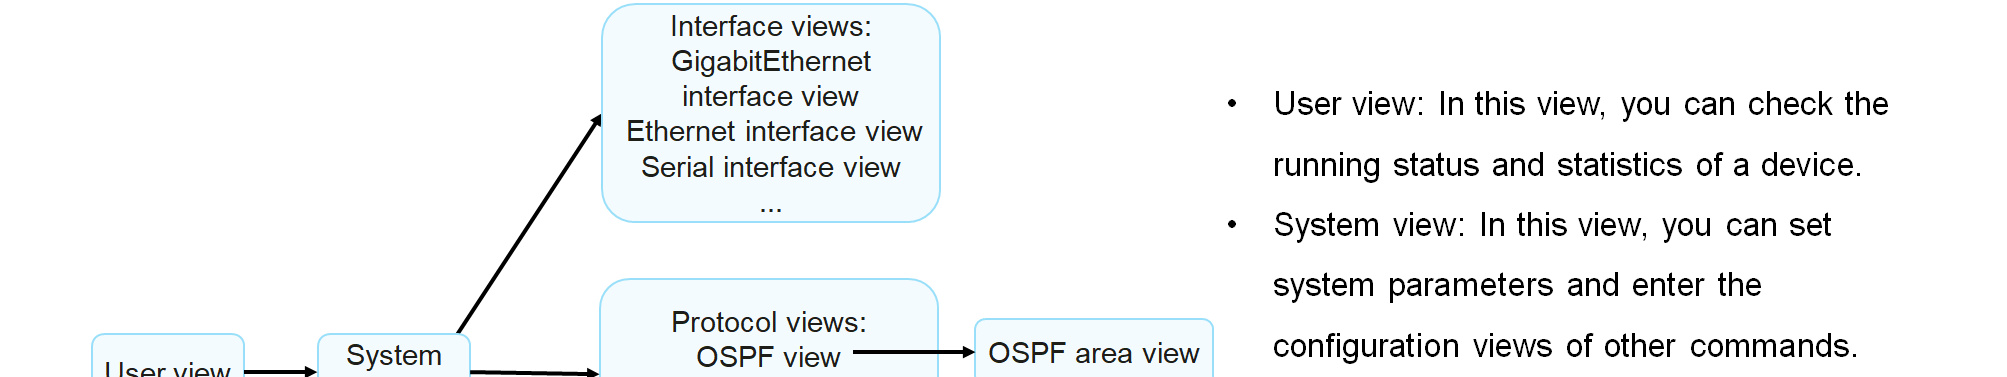 Interface views:
GigabitEthernet
interface view
Ethernet interface view
Serial interface view
...
Protocol views:
OSPF view
OSPF area view
System
User view
• User view: In this view, you can check the
running status and statistics of a device.
• System view: In this view, you can set
system parameters and enter the
configuration views of other commands.